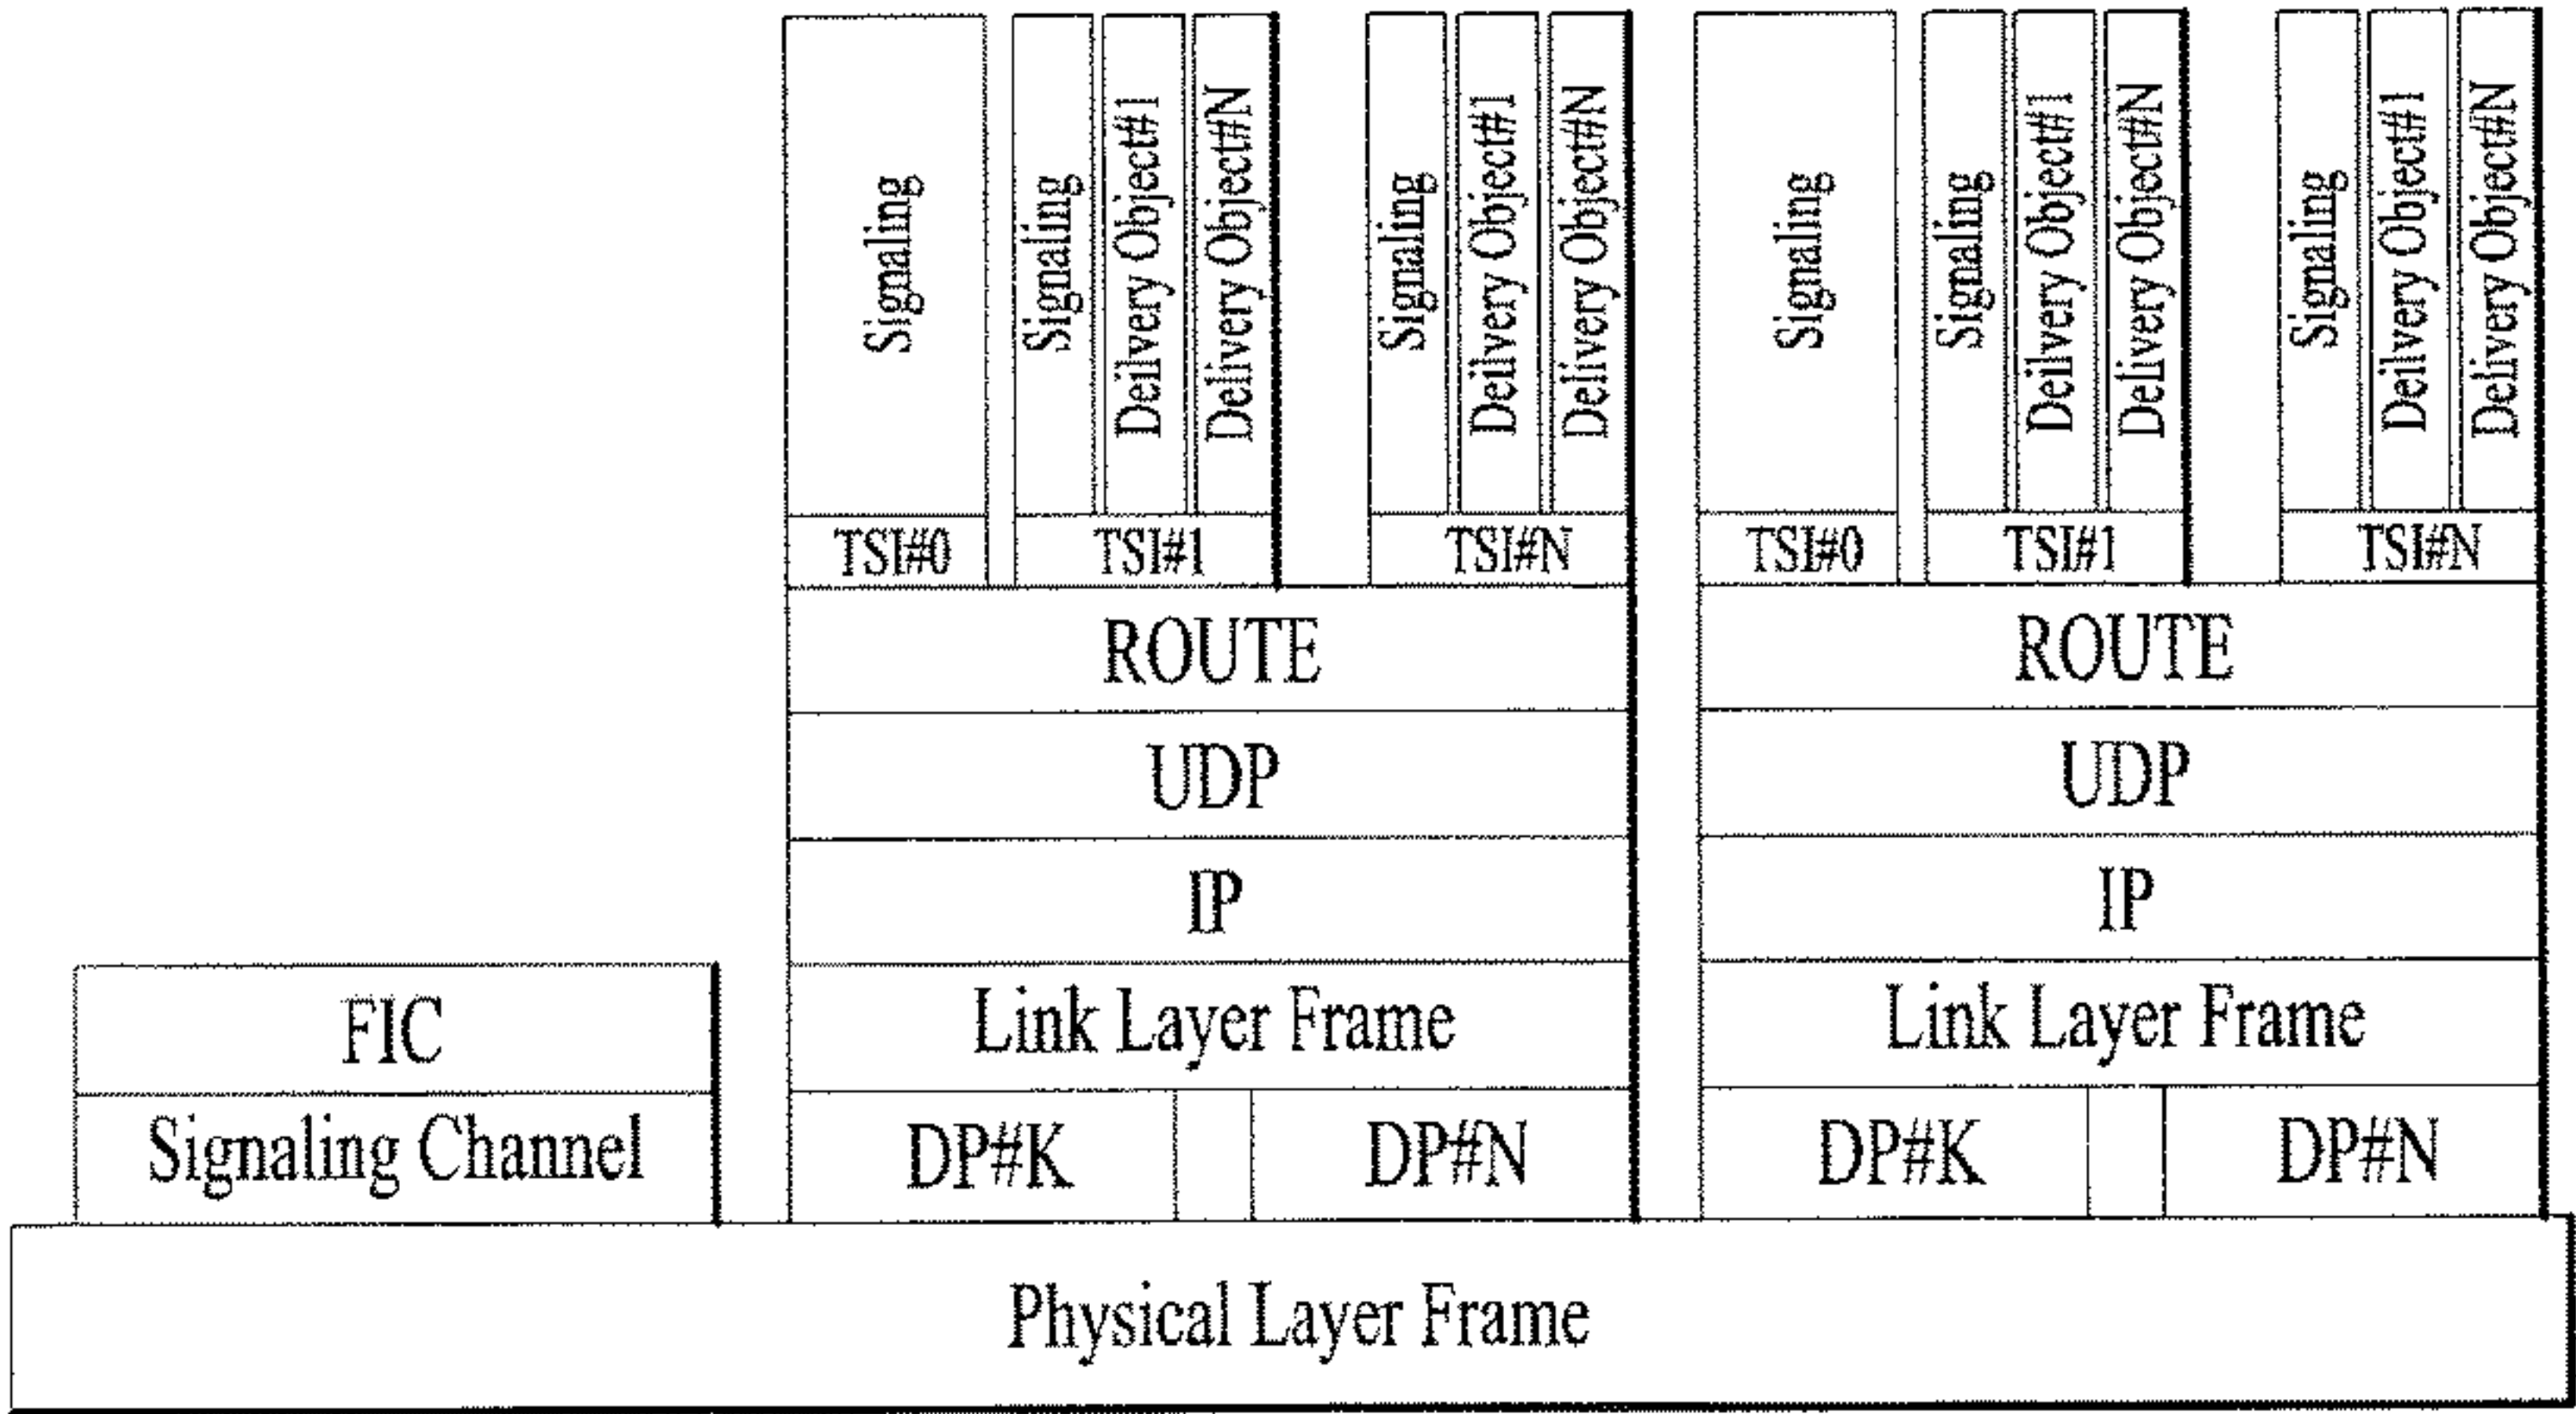 Signaling
Signaling
Deilvery Object#1
Delivery Object#N
Signaling
Deilvery Object#1
Delivery Object#N
Signaling
Signaling
Deilvery Object#1
Delivery Object#N
Signaling
Deilvery Object#1
Delivery Object#N
TSI#0
TSI#1
TSI#N
TSI#0
TSI#1
TSI#N
ROUTE
ROUTE
UDP
UDP
IP
IP
FIC
Link Layer Frame
Link Layer Frame
Signaling Channel
DP#K
DP#N
DP#K
DP#N
Physical Layer Frame